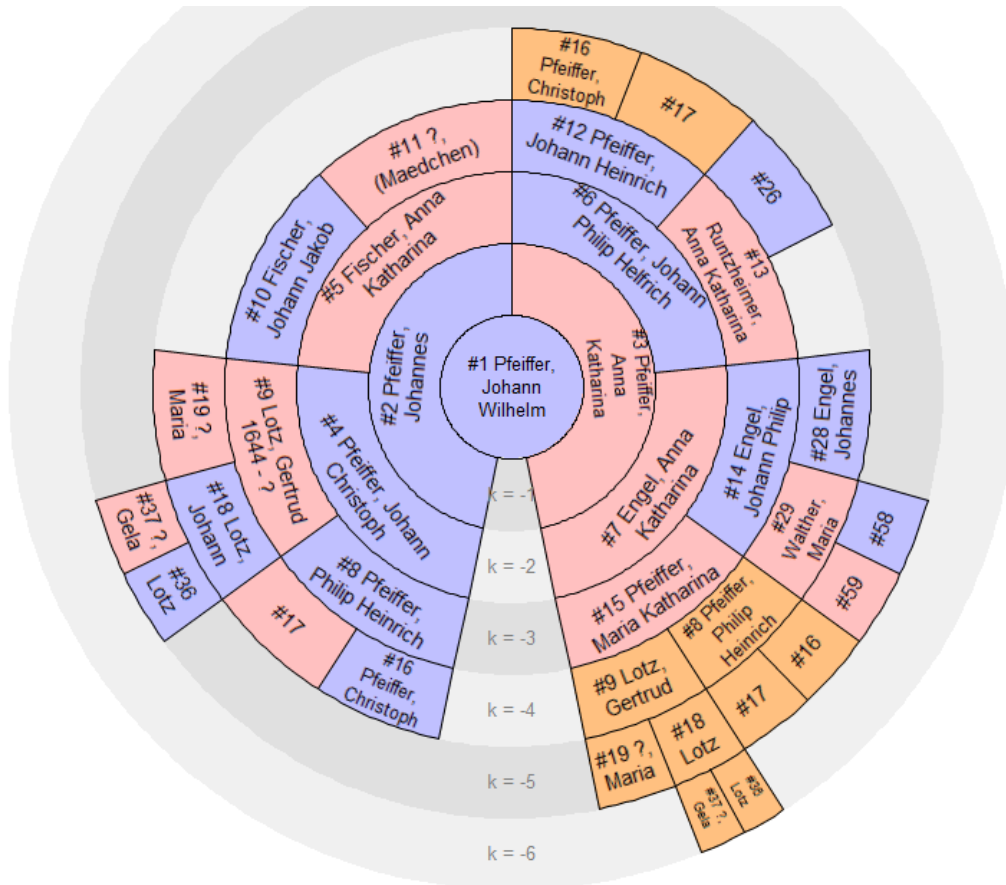 #1 Pfeiffer,
Johann
Wilhelm
#2 Pfeiffer,
Johannes
#3 Pfeiffer,
Anna
Katharina
#4 Pfeiffer, Johann
Christoph
#5 Fischer, Anna
Katharina
#6 Pfeiffer, Johann
Philip Helfrich
#7 Engel, Anna
Katharina
#8 Pfeiffer,
Philip Heinrich
#9 Lotz, Gertrud
1644 - ?
#10 Fischer,
Johann Jakob
#11 ?,
(Maedchen)
#12 Pfeiffer,
Johann Heinrich
#13
Runtzheimer,
Anna Katharina
#14 Engel,
Johann Philip
#15 Pfeiffer,
Maria Katharina
#16
Pfeiffer,
Christoph
#17
#18 Lotz,
Johann
#19 ?,
Maria
#36
Lotz
#37 ?,
Gela
#16
Pfeiffer,
Christoph
#17
#26
#28 Engel,
Johannes
#29
Walther,
Maria
#58
#59
#8 Pfeiffer,
Philip
Heinrich
#9 Lotz,
Gertrud
#16
#17
#18
Lotz
#19 ?,
Maria
#36
Lotz
#37 ?,
Gela
k = -1
k = -2
k = -3
k = -4
k = -5
k = -6